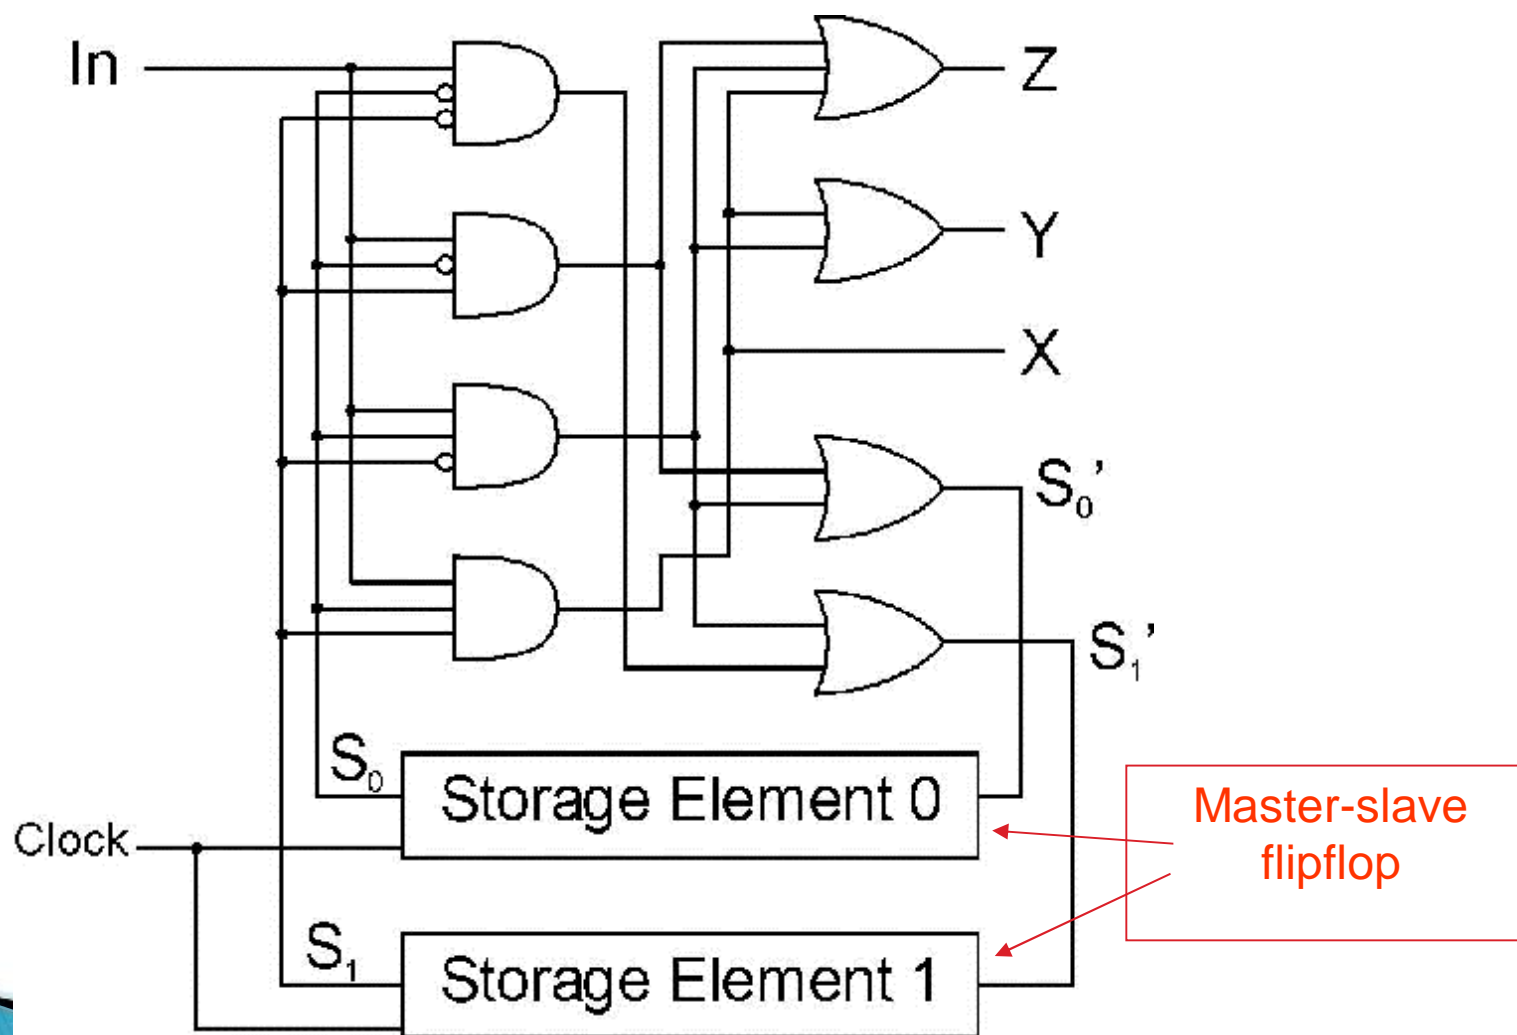 In
Z
Y
X
S₀’
S₁’
S₀
Storage Element 0
Master-slave
flipflop
Clock
S₁
Storage Element 1